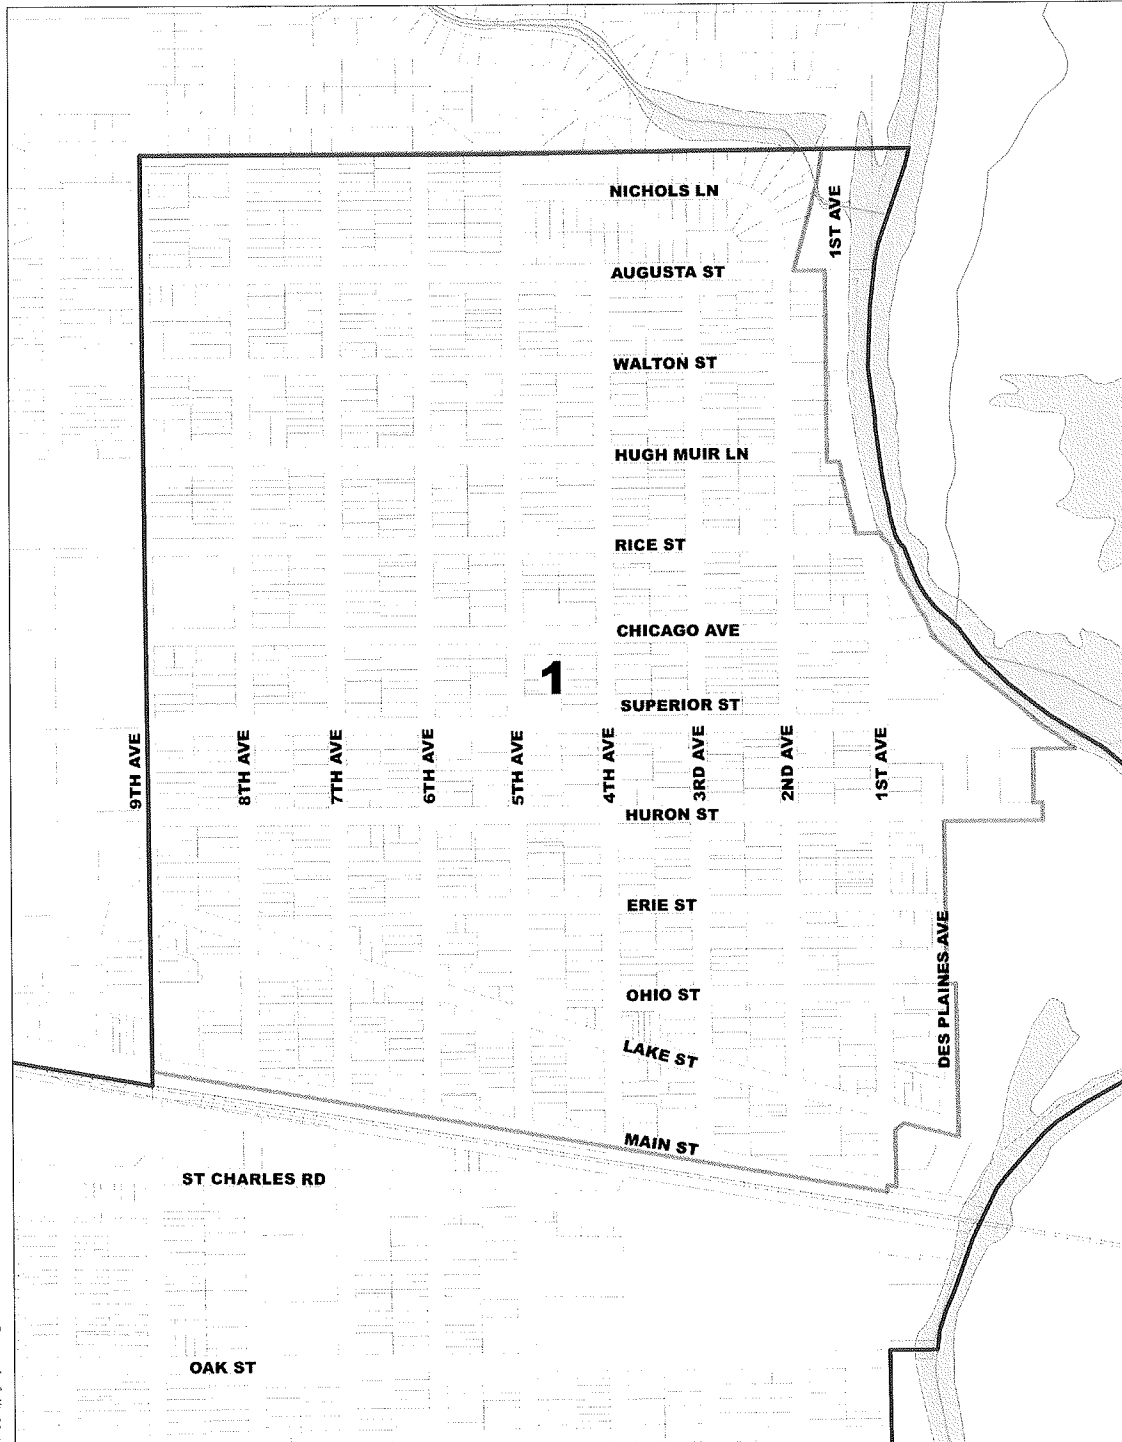 NICHOLS LN
1ST AVE
AUGUSTA ST
WALTON ST
HUGH MUIR LN
RICE ST
CHICAGO AVE
1
SUPERIOR ST
9TH AVE
8TH AVE
7TH AVE
6TH AVE
5TH AVE
4TH AVE
3RD AVE
2ND AVE
1ST AVE
HURON ST
ERIE ST
DES PLAINES AVE
OHIO ST
LAKE ST
MAIN ST
ST CHARLES RD
OAK ST